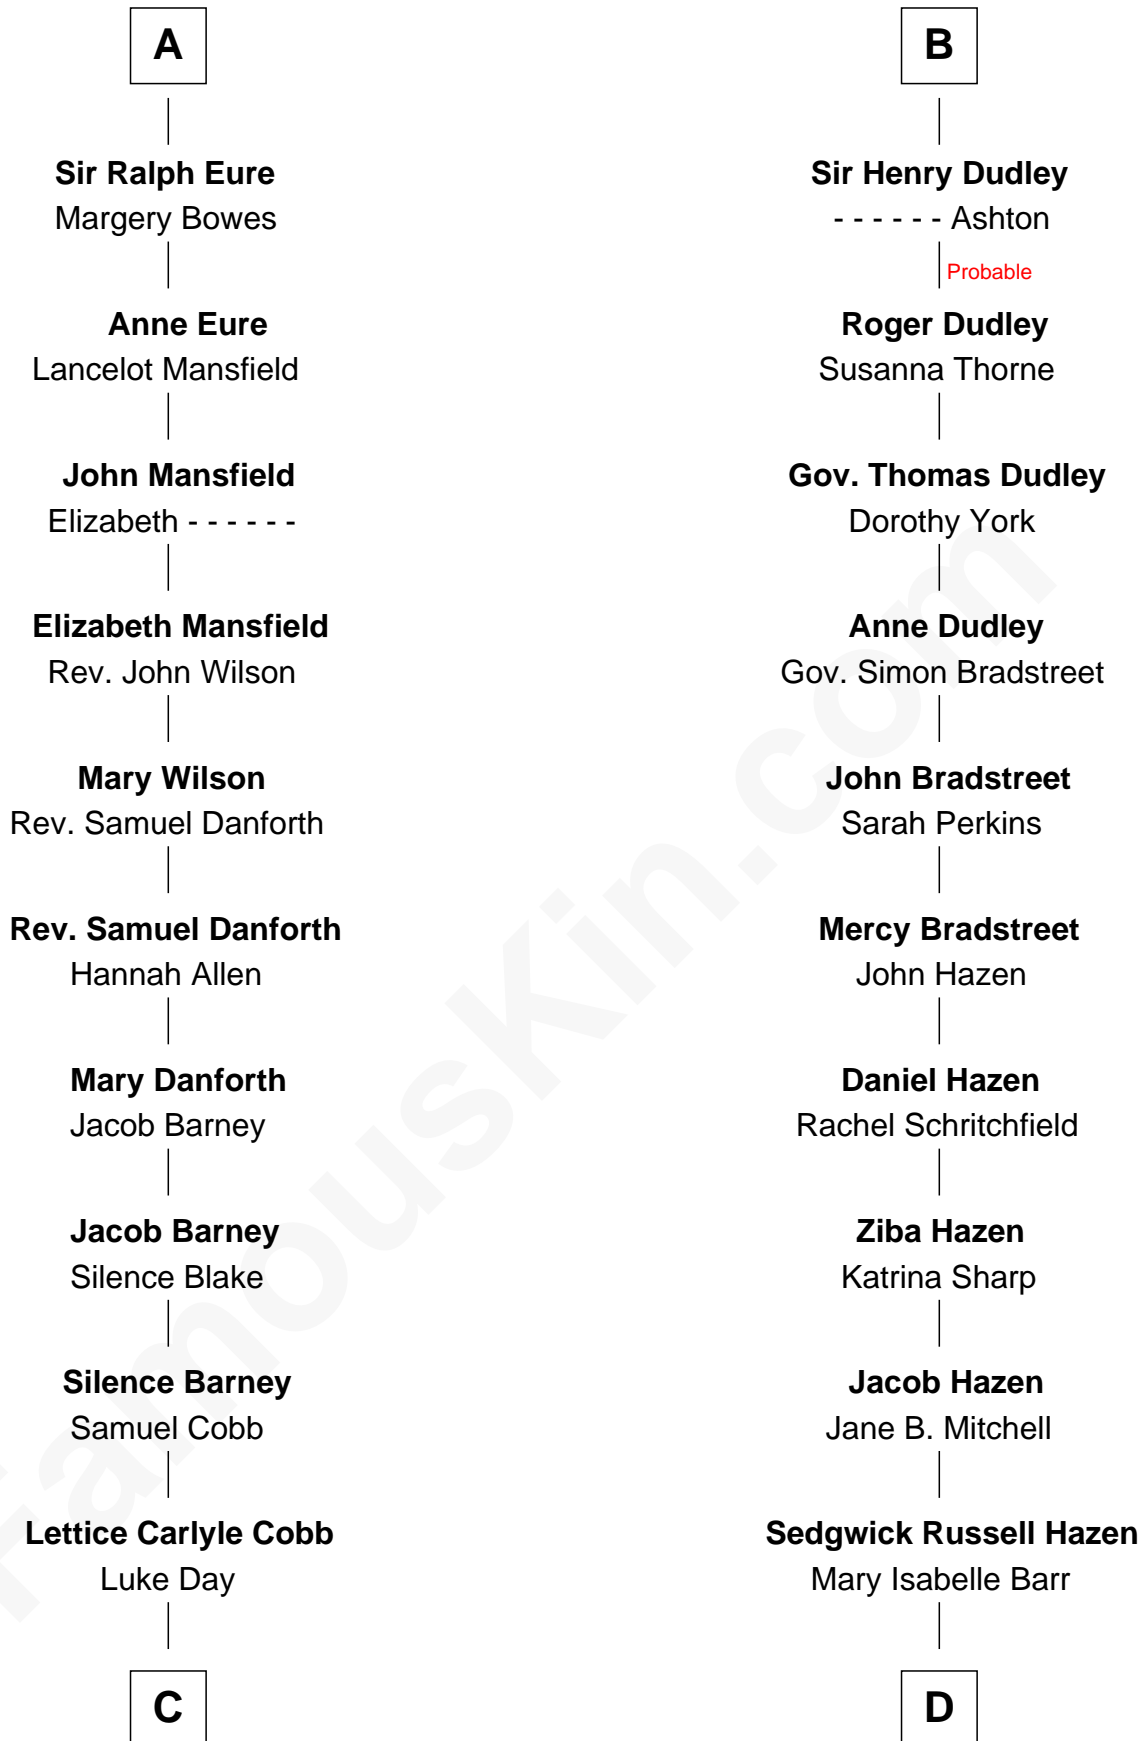 A
Sir Ralph Eure
Margery Bowes
Anne Eure
Lancelot Mansfield
John Mansfield
Elizabeth - - - - - -
Elizabeth Mansfield
Rev. John Wilson
Mary Wilson
Rev. Samuel Danforth
Rev. Samuel Danforth
Hannah Allen
Mary Danforth
Jacob Barney
Jacob Barney
Silence Blake
Silence Barney
Samuel Cobb
Lettice Carlyle Cobb
Luke Day
C
B
Sir Henry Dudley
- - - - - - Ashton
Probable
Roger Dudley
Susanna Thorne
Gov. Thomas Dudley
Dorothy York
Anne Dudley
Gov. Simon Bradstreet
John Bradstreet
Sarah Perkins
Mercy Bradstreet
John Hazen
Daniel Hazen
Rachel Schritchfield
Ziba Hazen
Katrina Sharp
Jacob Hazen
Jane B. Mitchell
Sedgwick Russell Hazen
Mary Isabelle Barr
D
FamousKin.com